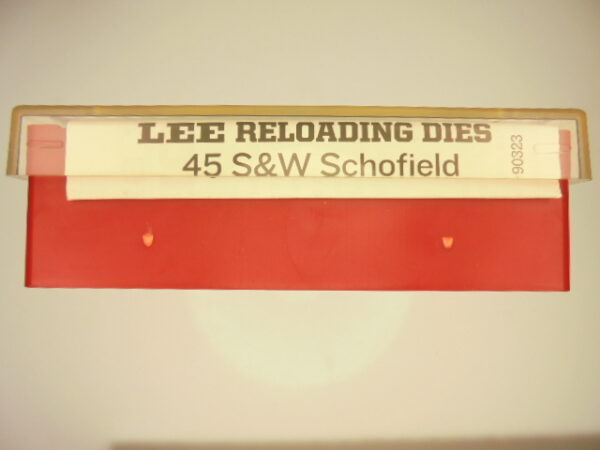 LEE RELOADING DIES
45 S&W Schofield
90323